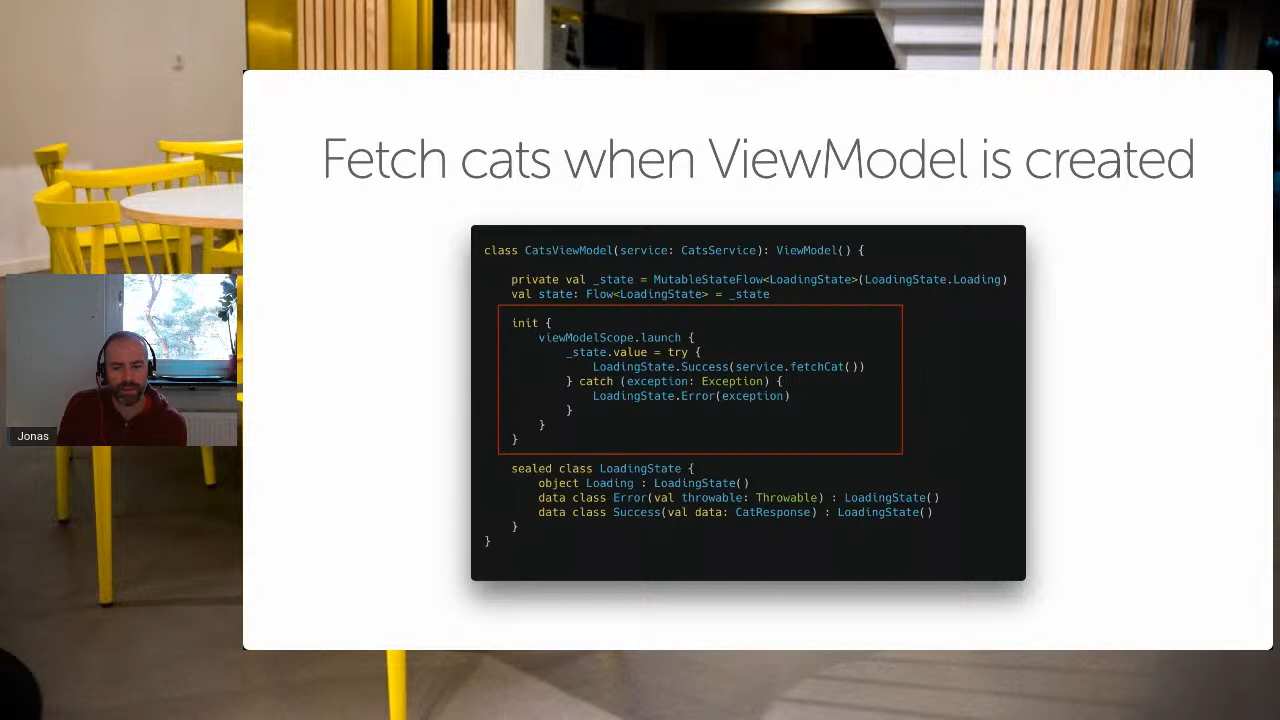 Fetch cats when ViewModel is created
class CatsViewModel(service: CatsService): ViewModel() {
private val _state = MutableStateFlow<LoadingState>(LoadingState.Loading)
val state: Flow<LoadingState> = _state
init {
viewModelScope.launch {
_state.value = try {
LoadingState.Success(service.fetchCat())
} catch (exception: Exception) {
LoadingState.Error(exception)
}
}
}
sealed class LoadingState {
object Loading : LoadingState()
data class Error(val throwable: Throwable) : LoadingState()
data class Success(val data: CatResponse) : LoadingState()
}
}
Jonas